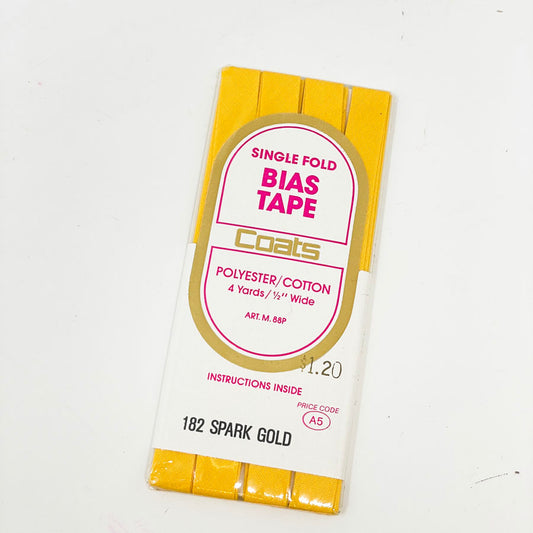 SINGLE FOLD
BIAS
TAPE
Coats
POLYESTER/COTTON
4 Yards/½" Wide
ART. M. 88P
$1.20
INSTRUCTIONS INSIDE
PRICE CODE
A5
182 SPARK GOLD